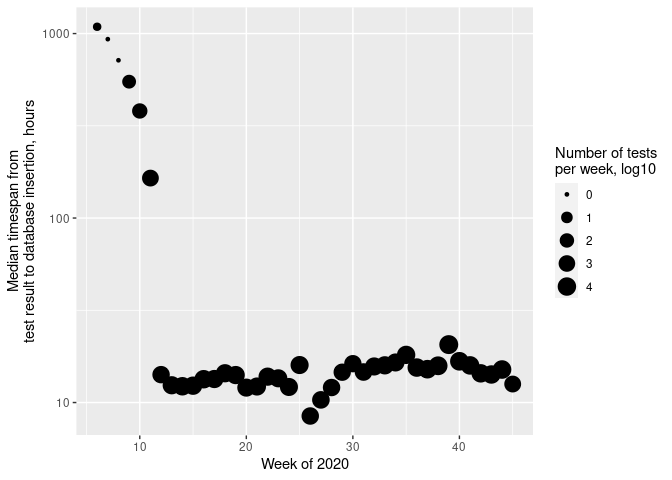 1000
100
10
Median timespan from
test result to database insertion, hours
10
20
30
40
Week of 2020
Number of tests
per week, log10
0
1
2
3
4